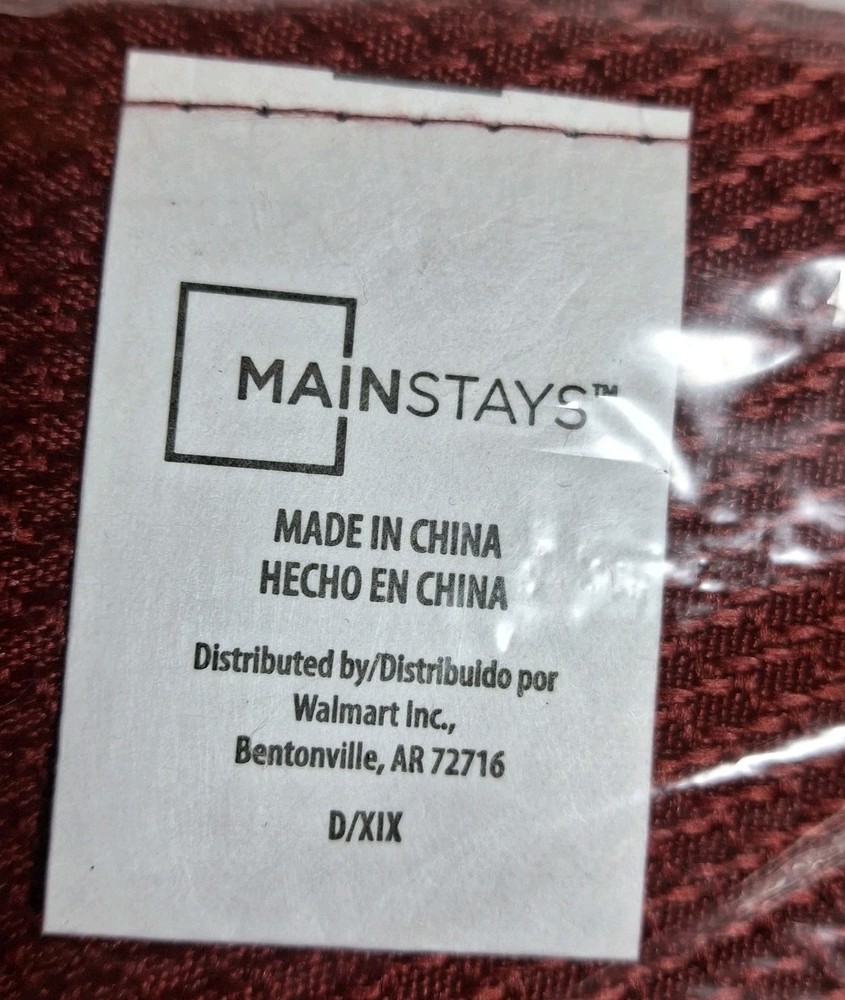 MAINSTAYS™
MADE IN CHINA
HECHO EN CHINA
Distributed by/Distribuido por
Walmart Inc.,
Bentonville, AR 72716
D/XIX